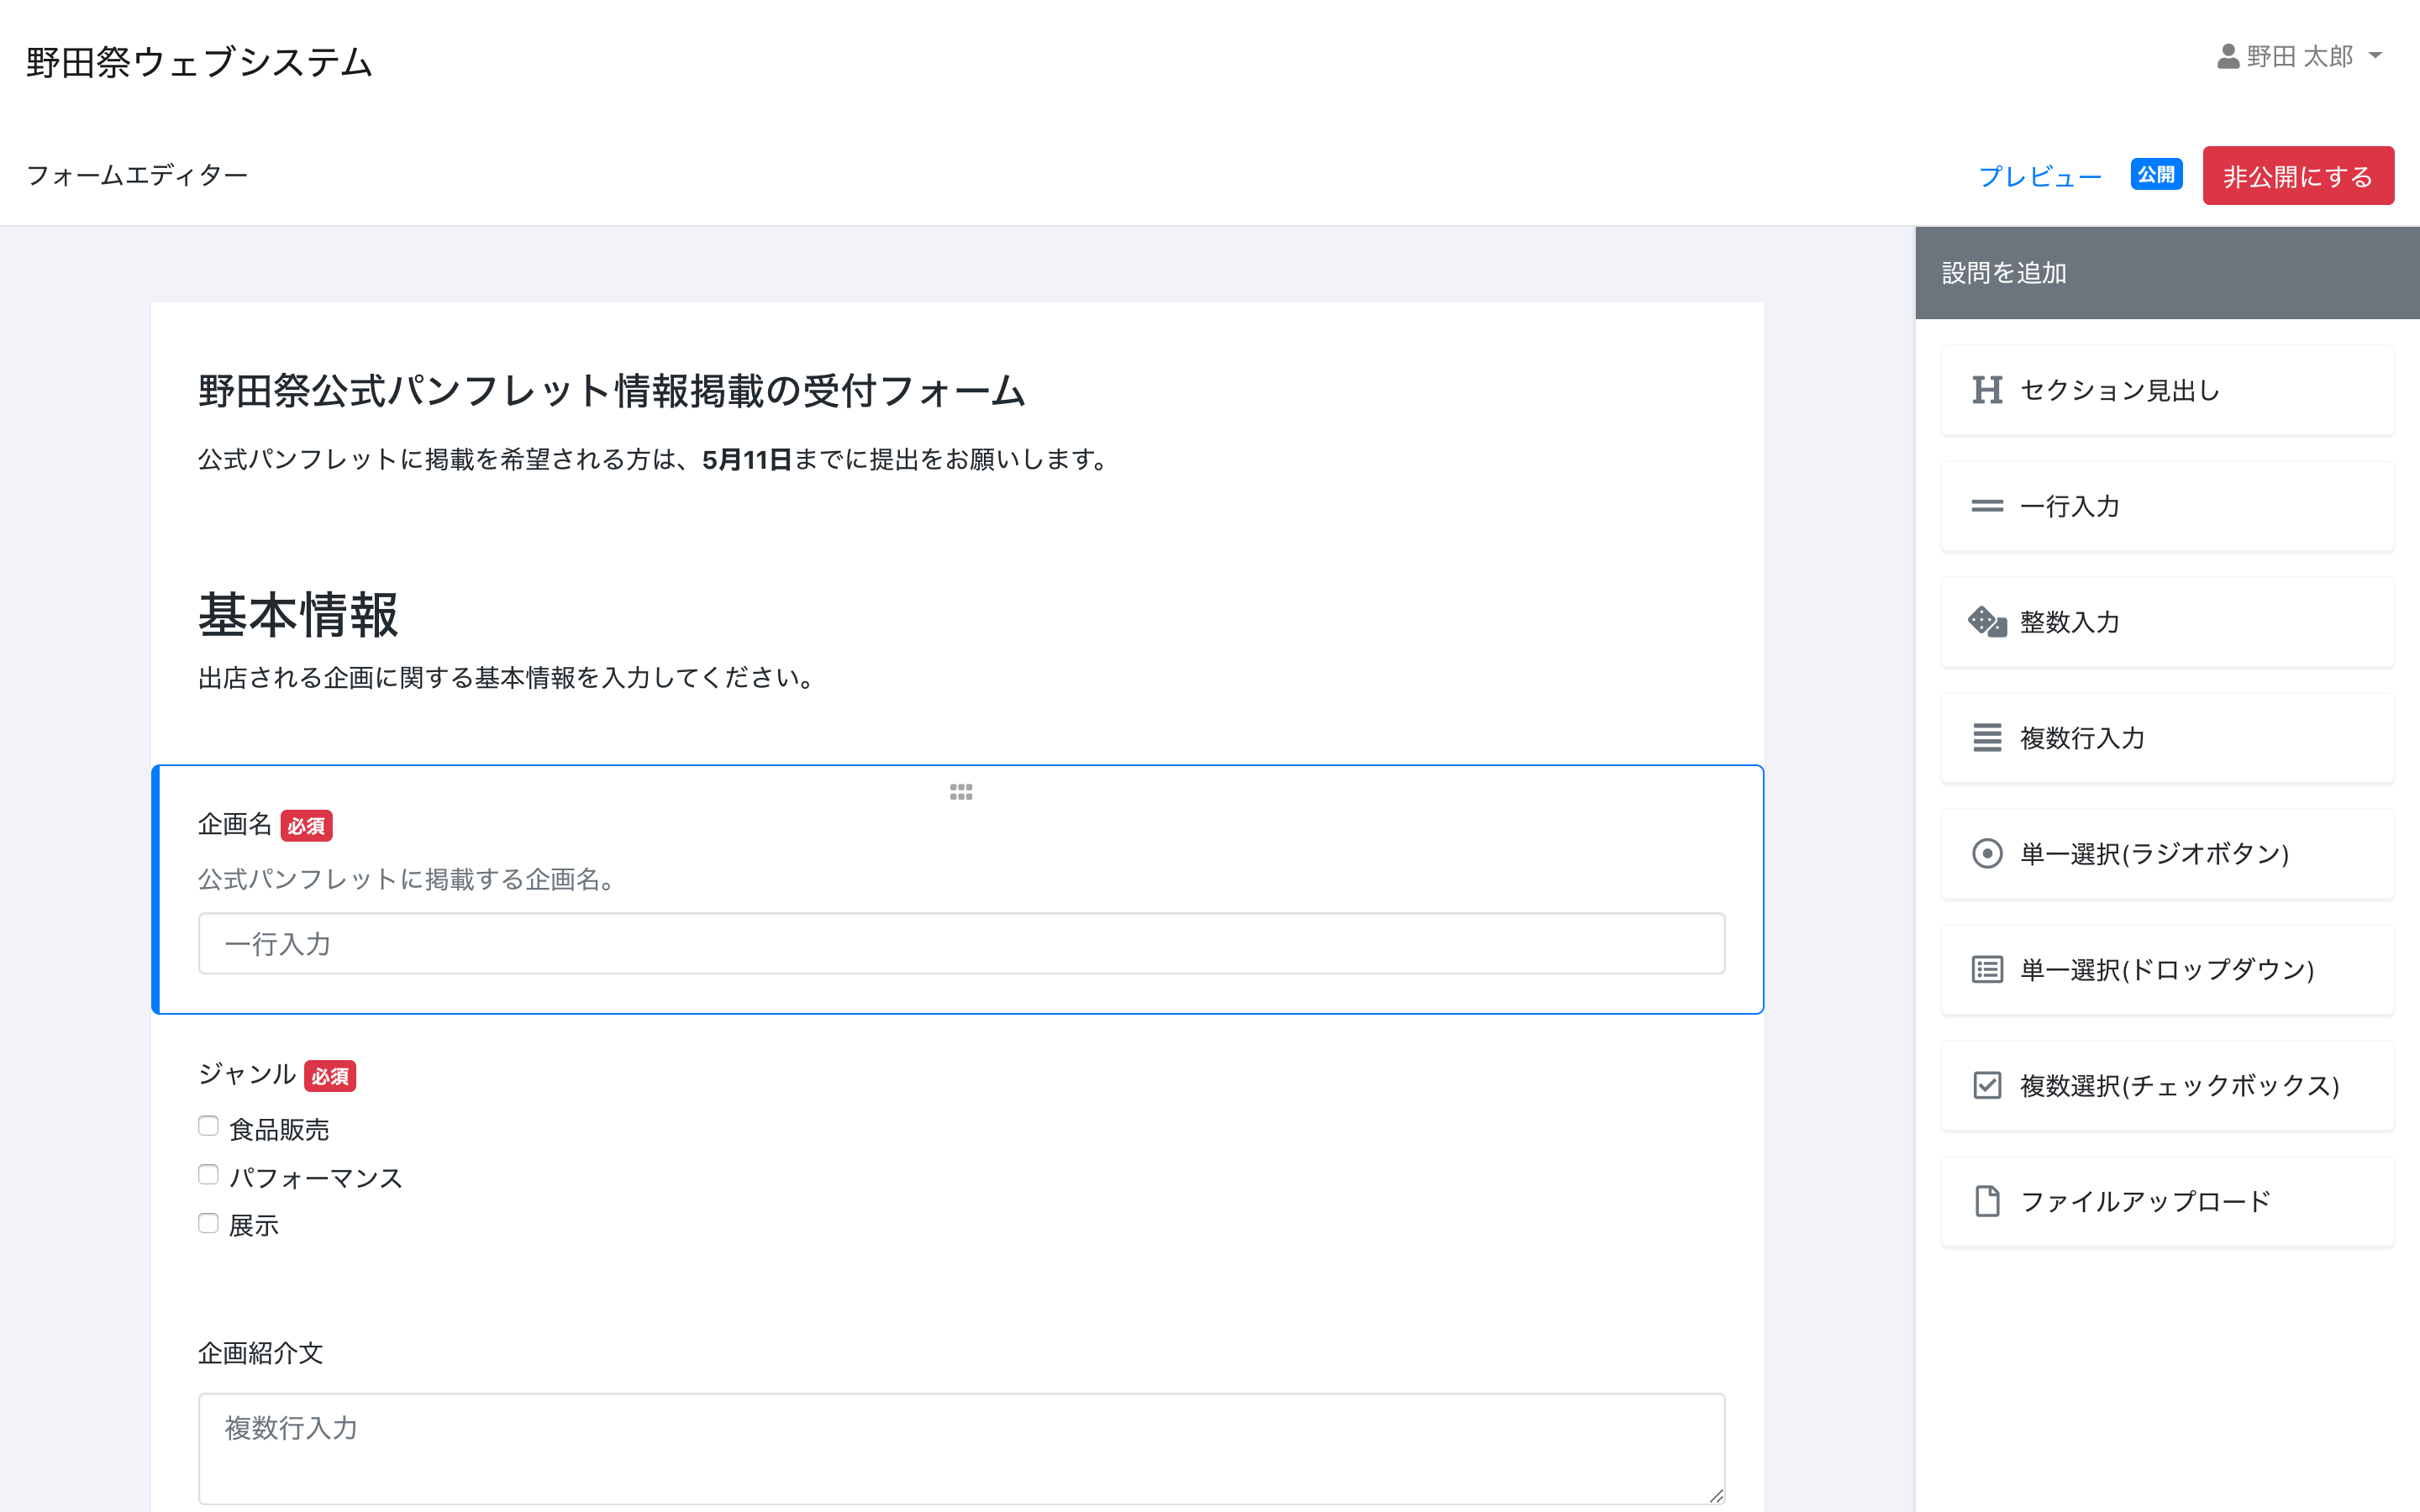 野田祭ウェブシステム
野田 太郎
フォームエディター
プレビュー
公開
非公開にする
野田祭公式パンフレット情報掲載の受付フォーム
公式パンフレットに掲載を希望される方は、5月11日までに提出をお願いします。
基本情報
出店される企画に関する基本情報を入力してください。
企画名 必須
公式パンフレットに掲載する企画名。
一行入力
ジャンル 必須
食品販売
パフォーマンス
展示
企画紹介文
複数行入力
設問を追加
セクション見出し
一行入力
整数入力
複数行入力
単一選択(ラジオボタン)
単一選択(ドロップダウン)
複数選択(チェックボックス)
ファイルアップロード